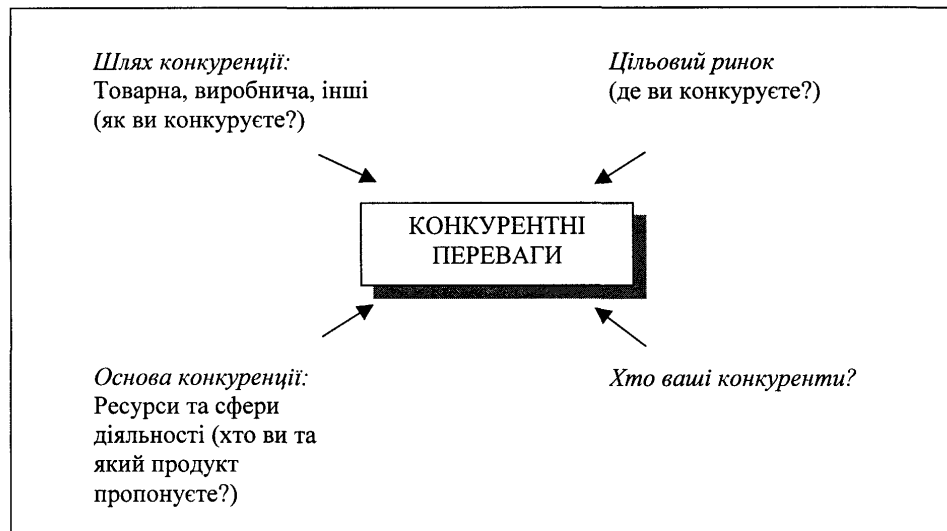 Шлях конкуренції:
Товарна, виробнича, інші
(як ви конкуруєте?)
Цільовий ринок
(де ви конкуруєте?)
КОНКУРЕНТНІ
ПЕРЕВАГИ
Основа конкуренції:
Ресурси та сфери
діяльності (хто ви та
який продукт
пропонуєте?)
Хто ваші конкуренти?